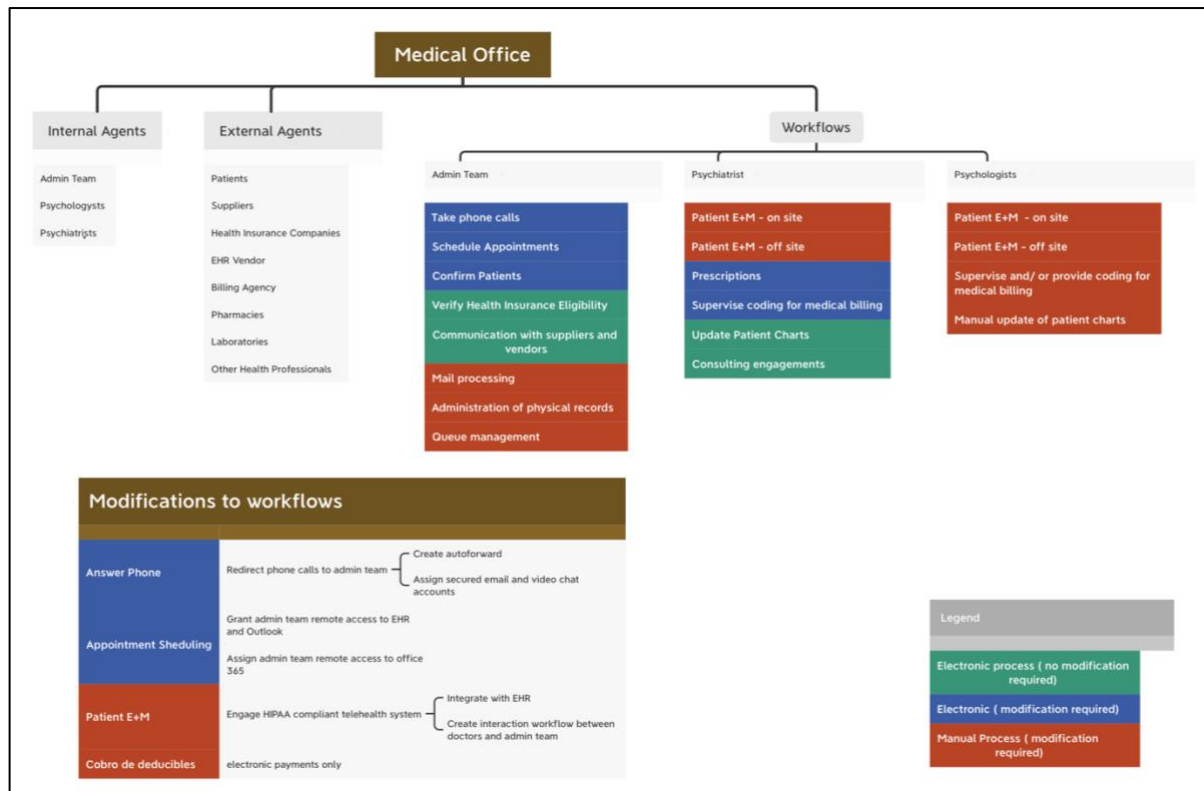 Medical Office
Internal Agents
Admin Team
Psychologysts
Psychiatrists
External Agents
Patients
Suppliers
Health Insurance Companies
EHR Vendor
Billing Agency
Pharmacies
Laboratories
Other Health Professionals
Workflows
Admin Team
Take phone calls
Schedule Appointments
Confirm Patients
Verify Health Insurance Eligibility
Communication with suppliers and
vendors
Mail processing
Administration of physical records
Queue management
Psychiatrist
Patient E+M - on site
Patient E+M - off site
Prescriptions
Supervise coding for medical billing
Update Patient Charts
Consulting engagements
Psychologists
Patient E+M - on site
Patient E+M - off site
Supervise and/ or provide coding for
medical billing
Manual update of patient charts
Modifications to workflows
Answer Phone
Redirect phone calls to admin team
Create autoforward
Assign secured email and video chat
accounts
Appointment Sheduling
Grant admin team remote access to EHR
and Outlook
Assign admin team remote access to office
365
Patient E+M
Engage HIPAA compliant telehealth system
Integrate with EHR
Create interaction workflow between
doctors and admin team
Cobro de deducibles
electronic payments only
Legend
Electronic process ( no modification
required)
Electronic ( modification required)
Manual Process ( modification
required)